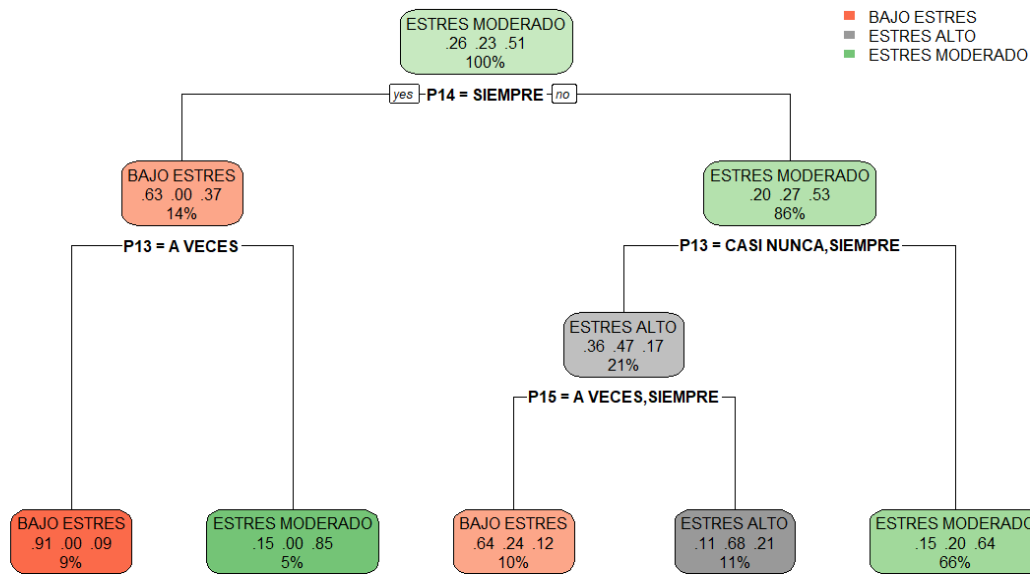 ESTRES MODERADO
.26 .23 .51
100%
BAJO ESTRES
ESTRES ALTO
ESTRES MODERADO
yes P14 = SIEMPRE no
BAJO ESTRES
.63 .00 .37
14%
ESTRES MODERADO
.20 .27 .53
86%
P13 = A VECES
P13 = CASI NUNCA,SIEMPRE
ESTRES ALTO
.36 .47 .17
21%
P15 = A VECES,SIEMPRE
BAJO ESTRES
.91 .00 .09
9%
ESTRES MODERADO
.15 .00 .85
5%
BAJO ESTRES
.64 .24 .12
10%
ESTRES ALTO
.11 .68 .21
11%
ESTRES MODERADO
.15 .20 .64
66%